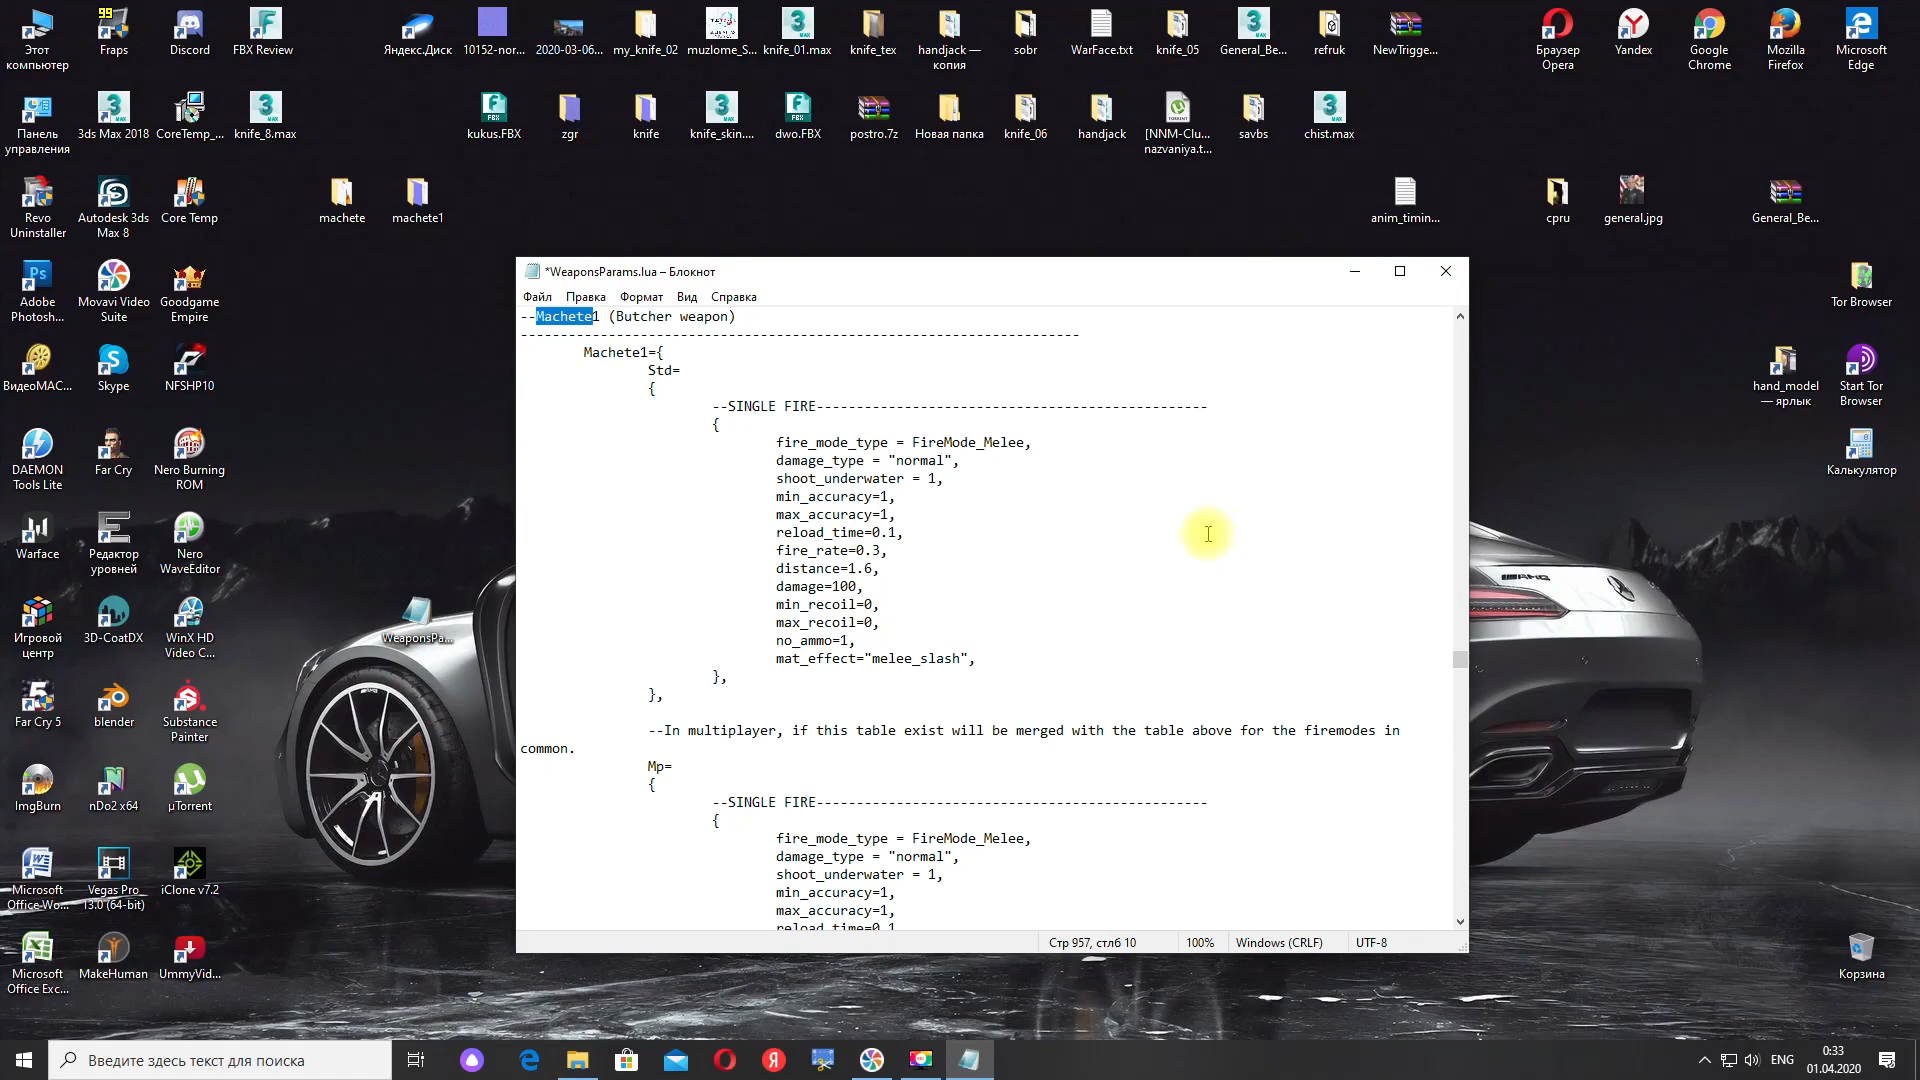 Этот
компьютер
99
Fraps
Discord
FBX Review
Яндекс.Диск
10152-nor...
2020-03-06...
my_knife_02
muzlome_S...
knife_01.max
knife_tex
handjack —
копия
sobr
WarFace.txt
knife_05
General_Be...
refruk
NewTrigge...
Браузер
Opera
Yandex
Google
Chrome
Mozilla
Firefox
Microsoft
Edge
Панель
управления
3ds Max 2018
CoreTemp_...
knife_8.max
kukus.FBX
zgr
knife
knife_skin....
dwo.FBX
postro.7z
Новая папка
knife_06
handjack
[NNM-Clu...
nazvaniya.t...
savbs
chist.max
Revo
Uninstaller
Autodesk 3ds
Max 8
Core Temp
machete
machete1
anim_timin...
cpru
general.jpg
General_Be...
Adobe
Photosh...
Movavi Video
Suite
Goodgame
Empire
Tor Browser
ВидеоМАС...
Skype
NFSHP10
hand_model
— ярлык
Start Tor
Browser
DAEMON
Tools Lite
Far Cry
Nero Burning
ROM
Калькулятор
Warface
Редактор
уровней
Nero
WaveEditor
Игровой
центр
3D-CoatDX
WinX HD
Video C...
WeaponsPa...
Far Cry 5
blender
Substance
Painter
ImgBurn
nDo2 x64
µTorrent
Microsoft
Office Wo...
Vegas Pro
13.0 (64-bit)
iClone v7.2
Microsoft
Office Exc...
MakeHuman
UmmyVid...
Корзина
*WeaponsParams.lua – Блокнот
Файл Правка Формат Вид Справка
--Machete1 (Butcher weapon)
----------------------------------------------------------------------
Machete1={
Std=
{
--SINGLE FIRE-------------------------------------------------
{
fire_mode_type = FireMode_Melee,
damage_type = "normal",
shoot_underwater = 1,
min_accuracy=1,
max_accuracy=1,
reload_time=0.1,
fire_rate=0.3,
distance=1.6,
damage=100,
min_recoil=0,
max_recoil=0,
no_ammo=1,
mat_effect="melee_slash",
},
},
--In multiplayer, if this table exist will be merged with the table above for the firemodes in
common.
Mp=
{
--SINGLE FIRE-------------------------------------------------
{
fire_mode_type = FireMode_Melee,
damage_type = "normal",
shoot_underwater = 1,
min_accuracy=1,
max_accuracy=1,
reload_time=0.1
Стр 957, стлб 10 100% Windows (CRLF) UTF-8
Введите здесь текст для поиска
ENG
0:33
01.04.2020